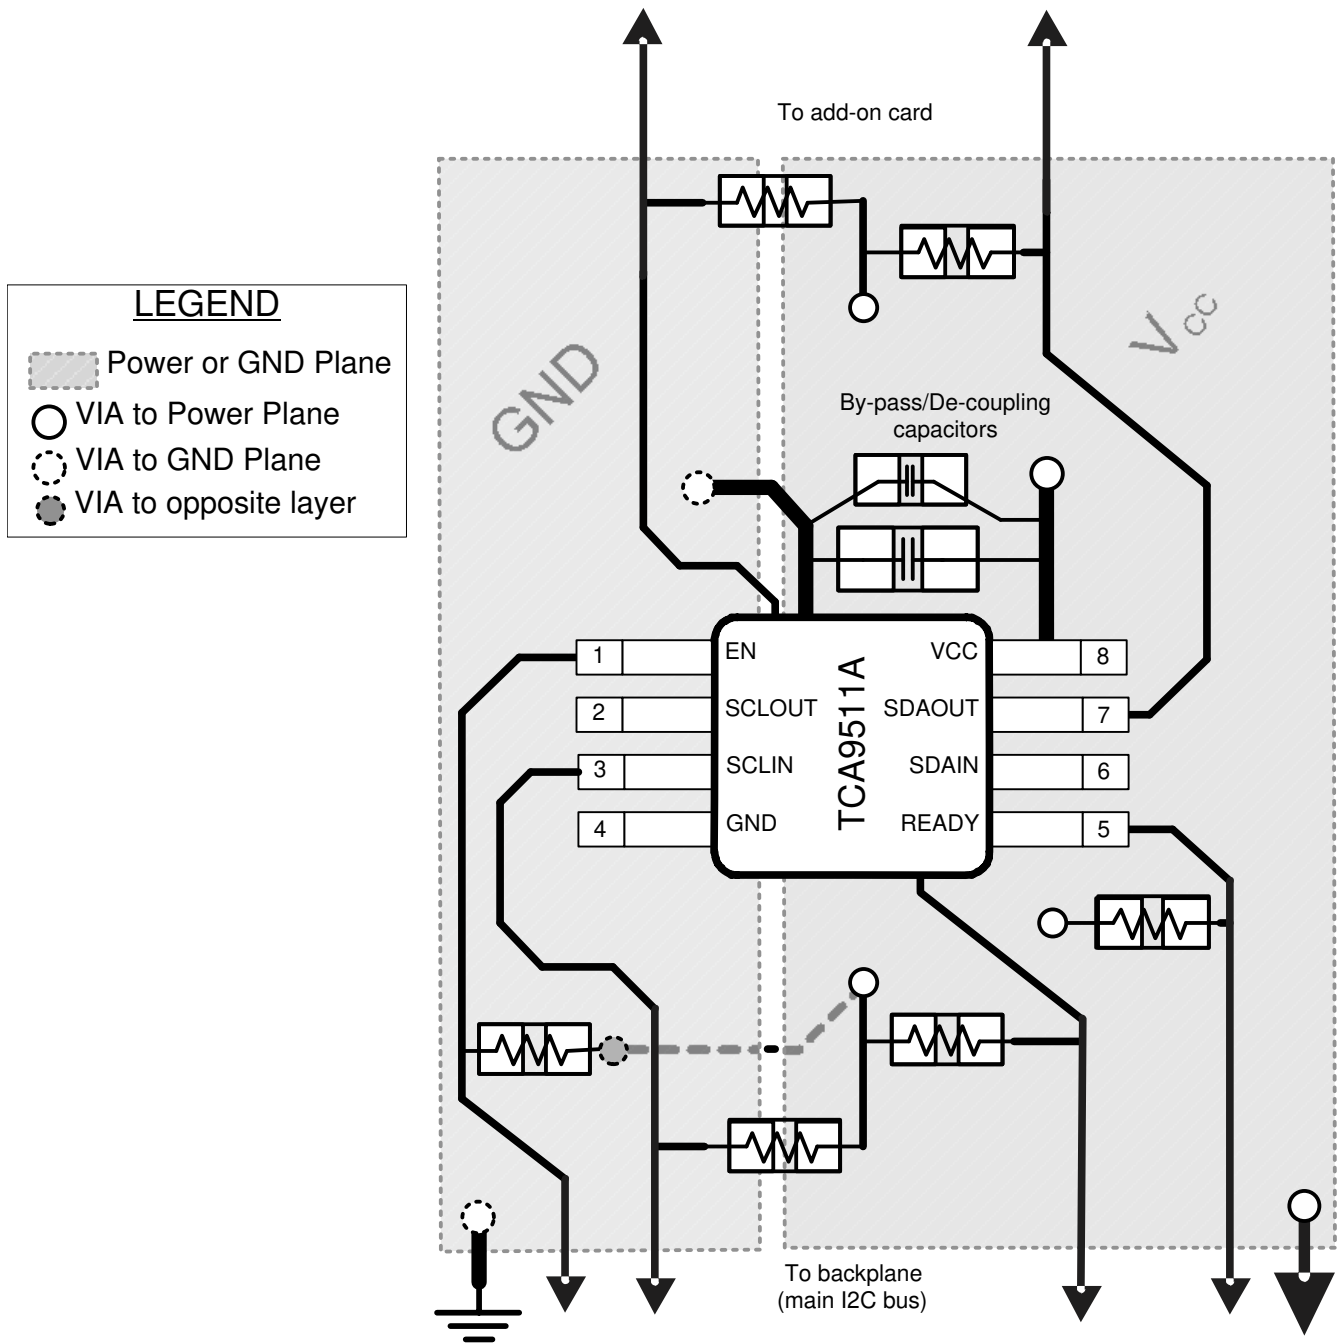 To add-on card
LEGEND
Power or GND Plane
VIA to Power Plane
VIA to GND Plane
VIA to opposite layer
GND
VCC
By-pass/De-coupling
capacitors
1
EN
VCC
8
2
SCLOUT
SDAOUT
7
3
SCLIN
SDAIN
6
4
GND
READY
5
TCA9511A
To backplane
(main I2C bus)